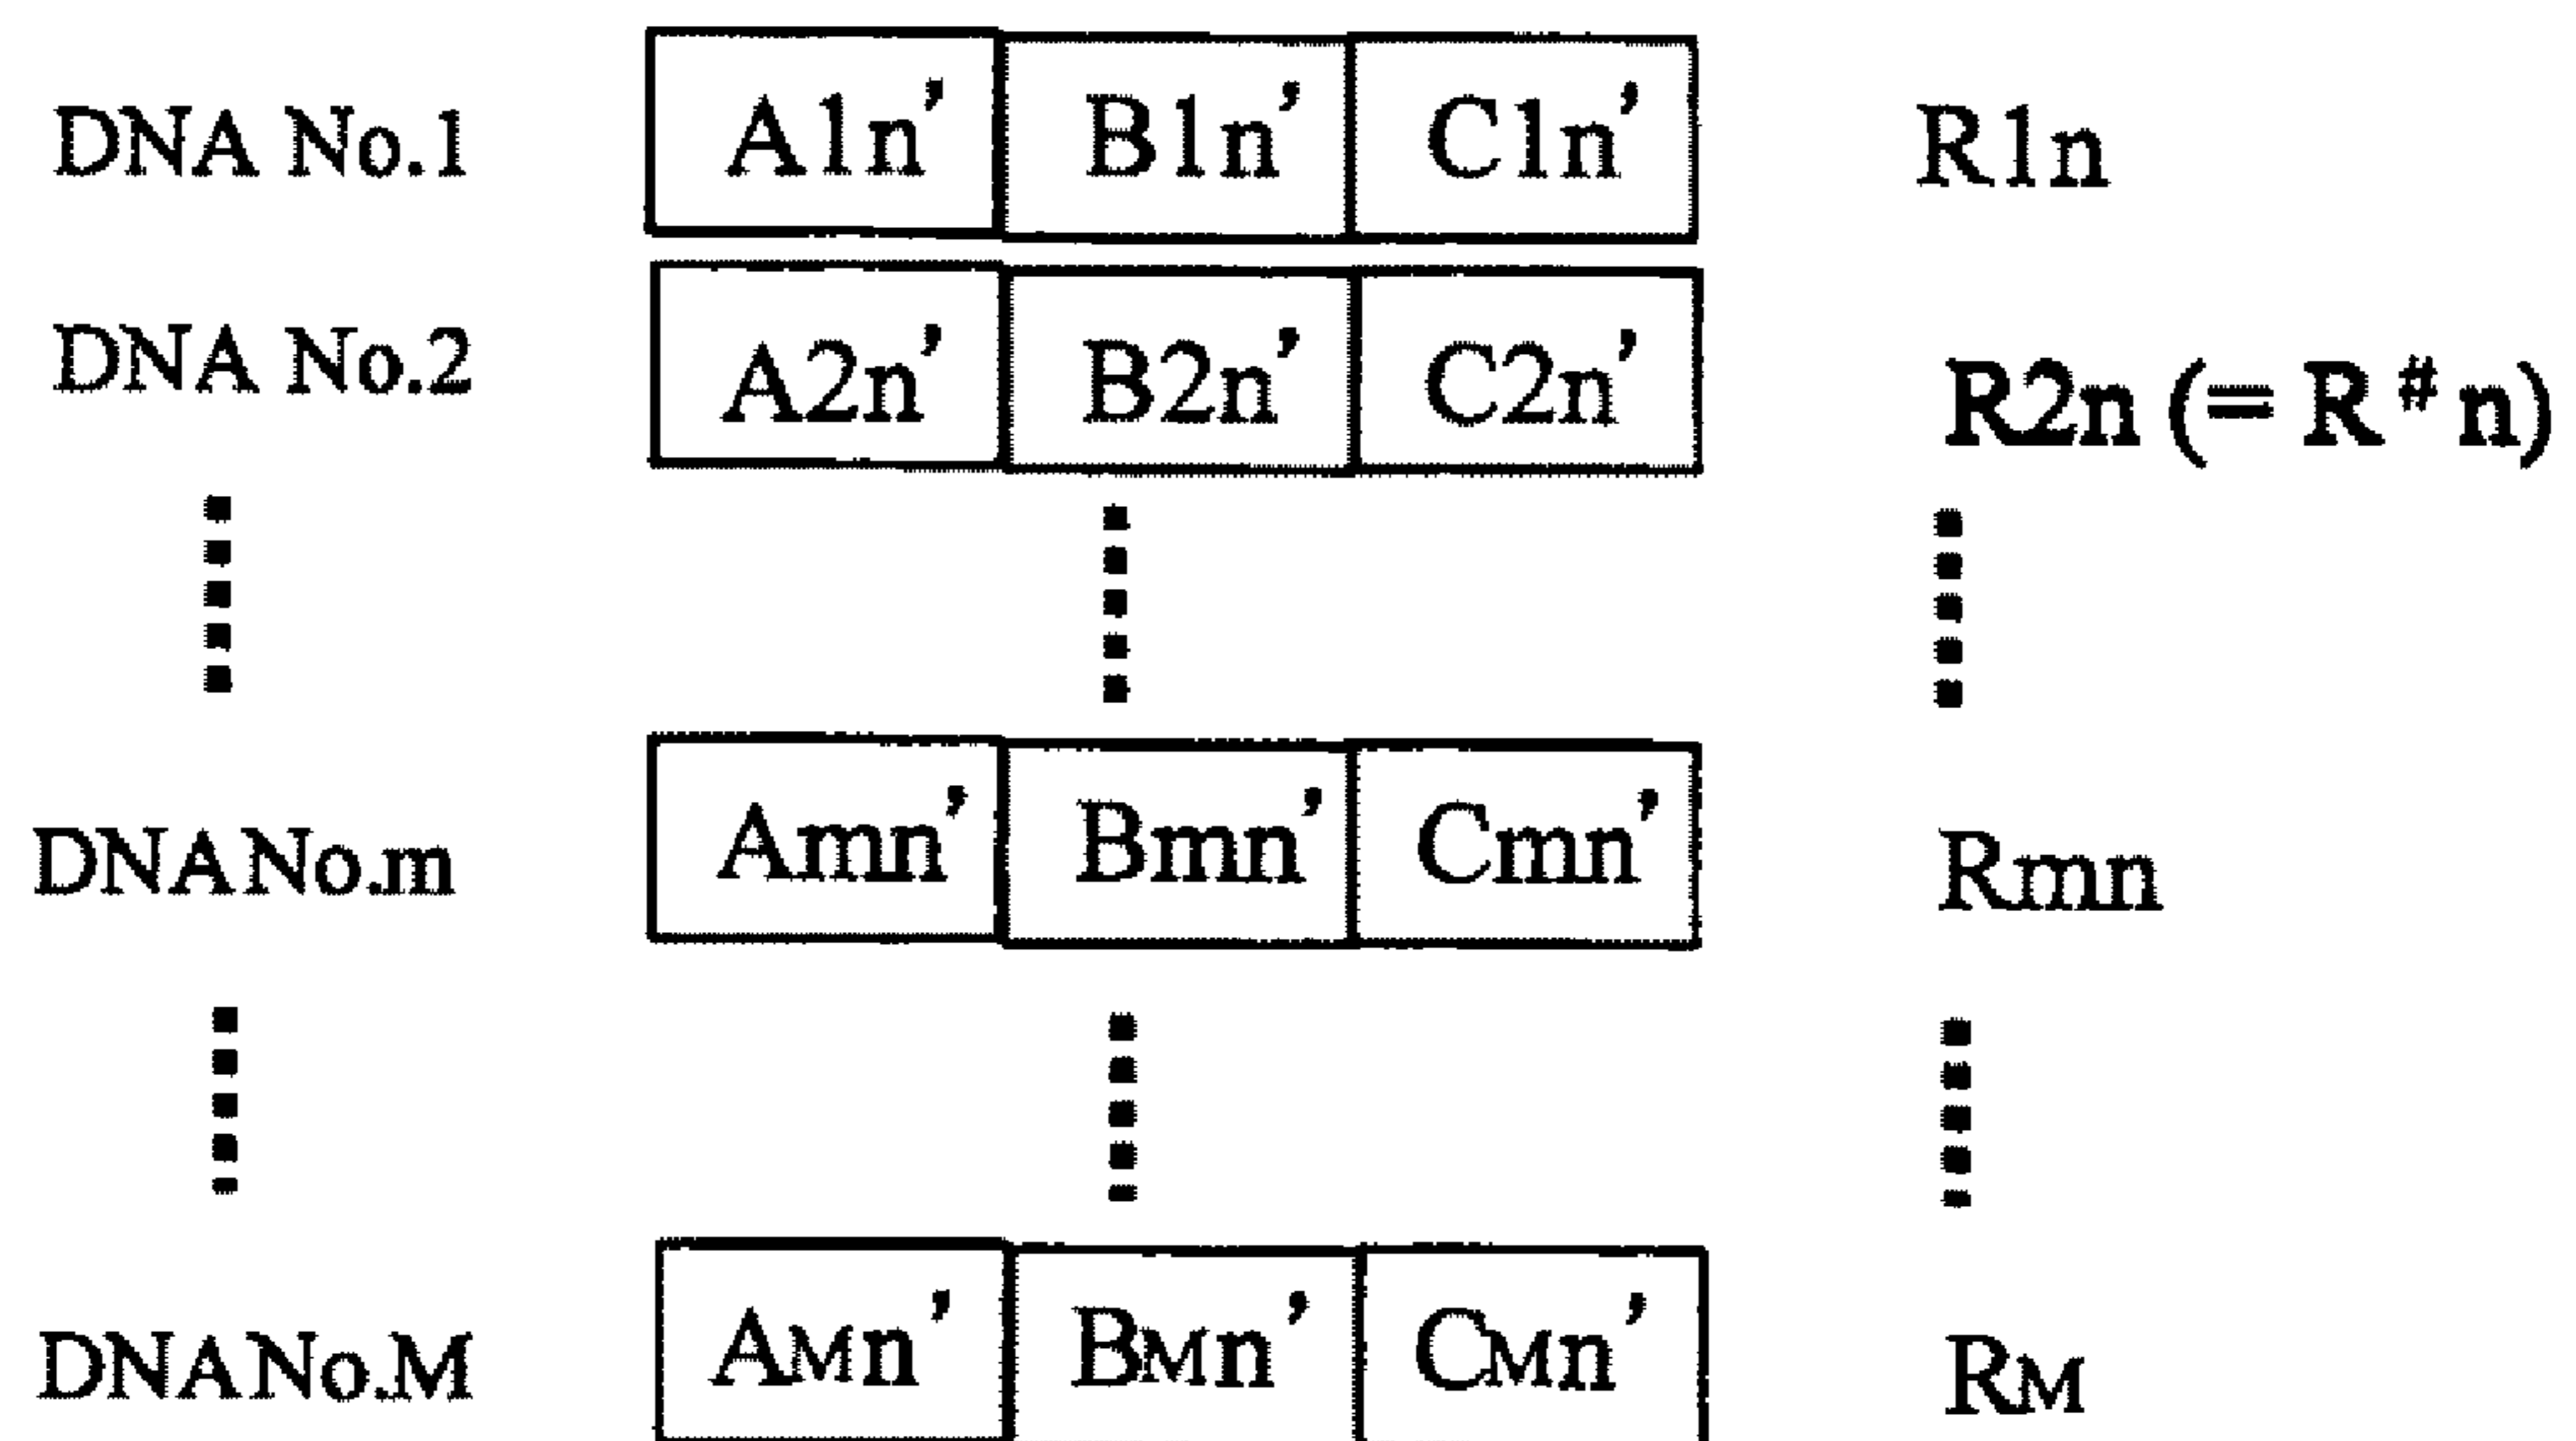 DNA No.1 A1n’ B1n’ C1n’ R1n
DNA No.2 A2n’ B2n’ C2n’ R2n (= R # n)
DNANo.m Amn’ Bmn’ Cmn’ Rmn
DNANo.M AMn’ BMn’ CMn’ RM